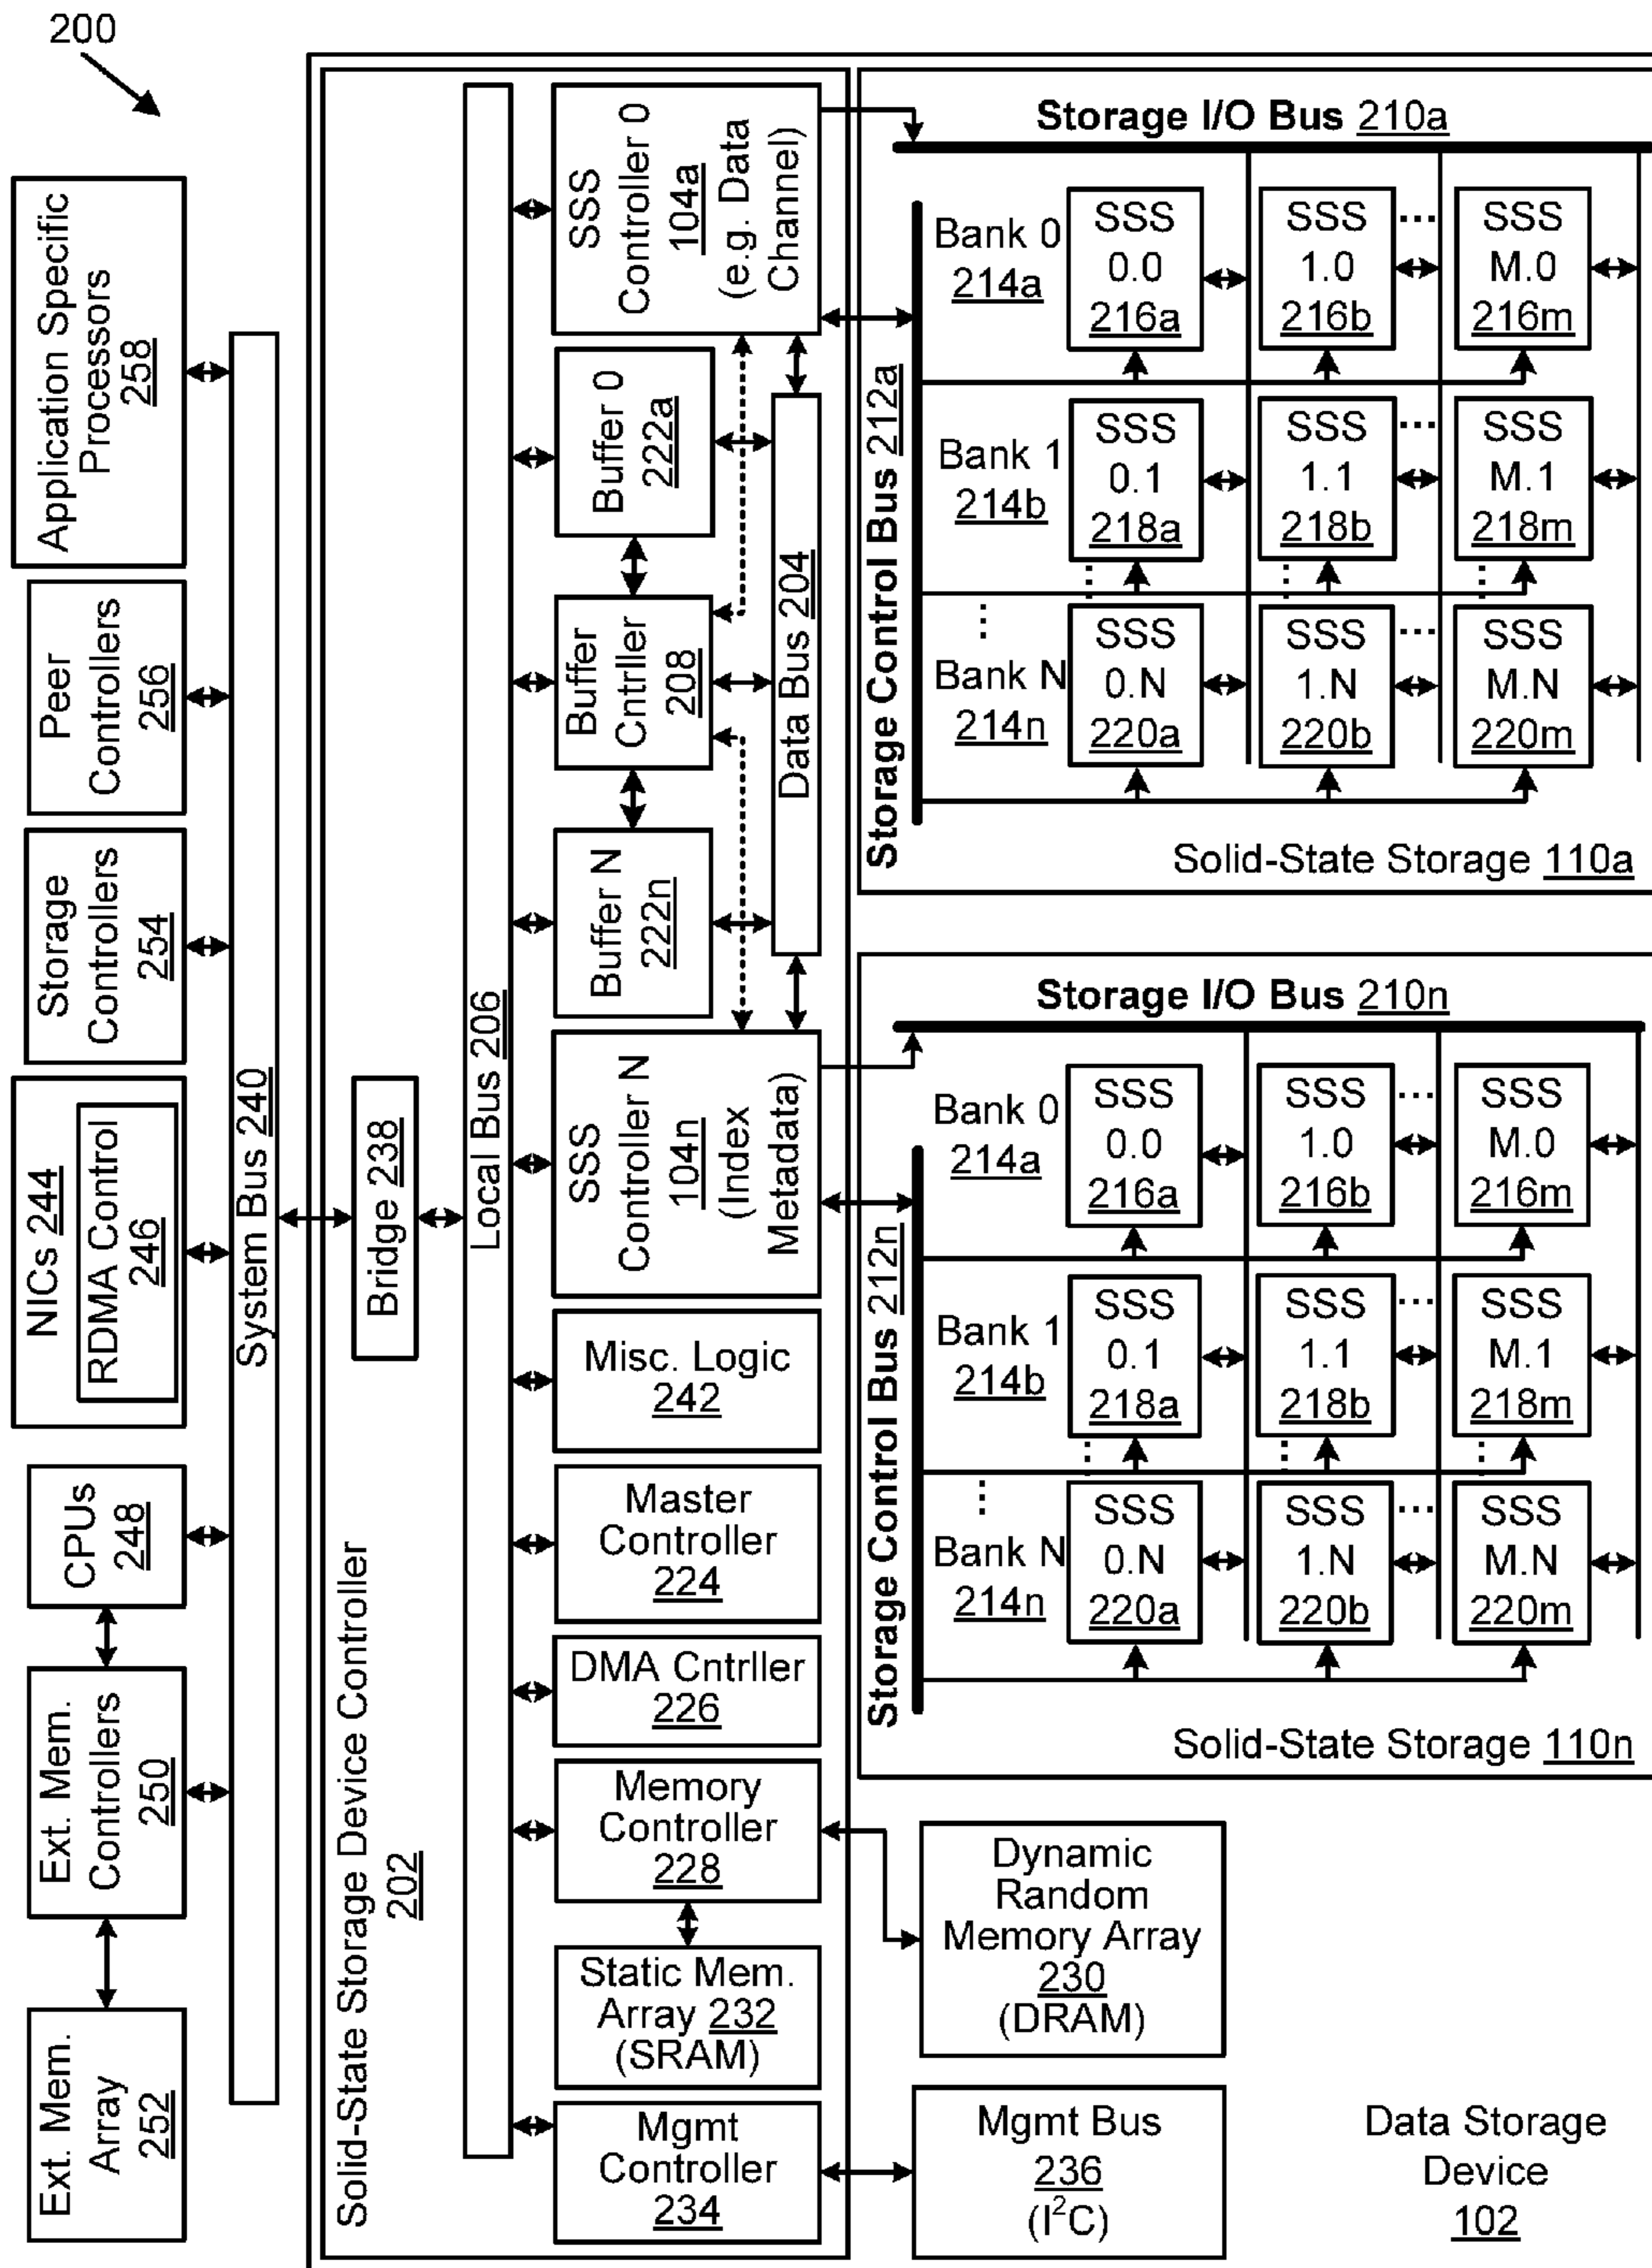 200
Application Specific
Processors
258
Peer
Controllers
256
Storage
Controllers
254
NICs 244
RDMA Control
246
CPUs
248
Ext. Mem.
Controllers
250
Ext. Mem.
Array
252
System Bus 240
Solid-State Storage Device Controller
202
Bridge 238
Local Bus 206
SSS
Controller 0
104a
(e.g. Data
Channel)
Buffer 0
222a
Buffer
Cntrller
208
Buffer N
222n
Data Bus 204
SSS
Controller N
104n
(Index
Metadata)
Misc. Logic
242
Master
Controller
224
DMA Cntrller
226
Memory
Controller
228
Static Mem.
Array 232
(SRAM)
Mgmt
Controller
234
Storage I/O Bus 210a
Storage Control Bus 212a
Bank 0
214a
SSS
0.0
216a
SSS
1.0
216b
...
SSS
M.0
216m
Bank 1
214b
SSS
0.1
218a
SSS
1.1
218b
...
SSS
M.1
218m
Bank N
214n
SSS
0.N
220a
SSS
1.N
220b
...
SSS
M.N
220m
Solid-State Storage 110a
Storage I/O Bus 210n
Storage Control Bus 212n
Bank 0
214a
SSS
0.0
216a
SSS
1.0
216b
...
SSS
M.0
216m
Bank 1
214b
SSS
0.1
218a
SSS
1.1
218b
...
SSS
M.1
218m
Bank N
214n
SSS
0.N
220a
SSS
1.N
220b
...
SSS
M.N
220m
Solid-State Storage 110n
Dynamic
Random
Memory Array
230
(DRAM)
Mgmt Bus
236
(I²C)
Data Storage
Device
102